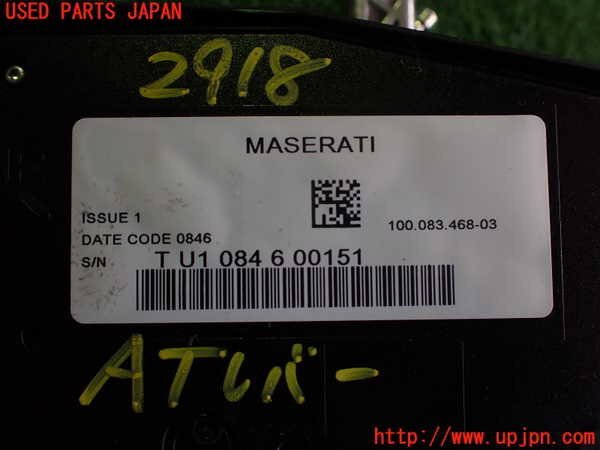 USED PARTS JAPAN
2918
MASERATI
ISSUE 1
DATE CODE 0846
100.083.468-03
S/N T U1 084 6 00151
ATレバー
http://www.upjpn.com/